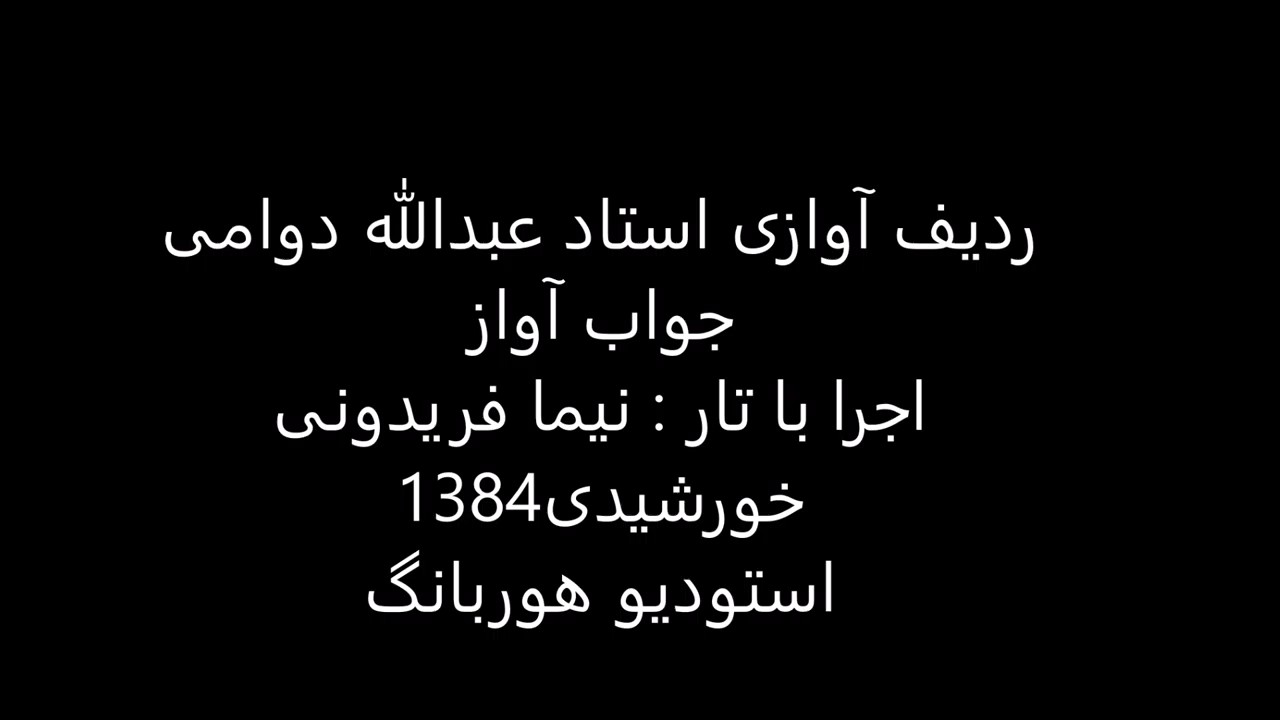 ردیف آوازی استاد عبدالله دوامی
جواب آواز
اجرا با تار : نیما فریدونی
خورشیدی1384
استودیو هوربانگ